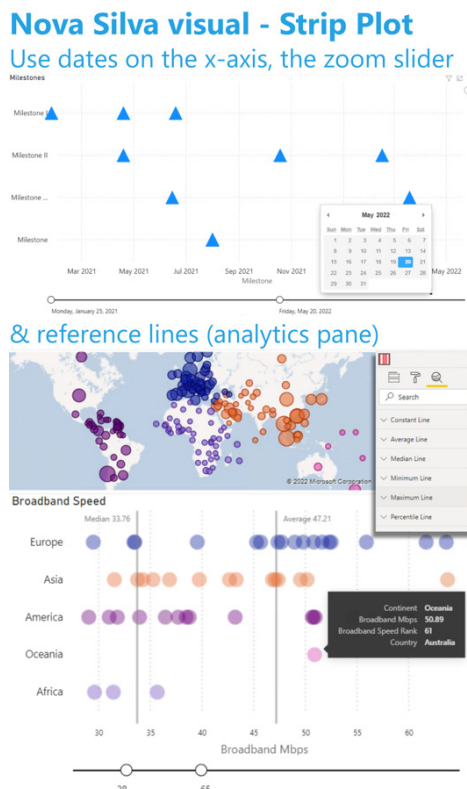 Nova Silva visual - Strip Plot
Use dates on the x-axis, the zoom slider
Milestones
Milestone
Milestone II
Milestone ...
Milestone
May 2022
Sun Mon Tue Wed Thu Fri Sat
1 2 3 4 5 6 7
8 9 10 11 12 13 14
15 16 17 18 19 20 21
22 23 24 25 26 27 28
29 30 31
Mar 2021 May 2021 Jul 2021 Sep 2021 Nov 2021 May 2022
Milestone
Monday, January 25, 2021 Friday, May 20, 2022
& reference lines (analytics pane)
Search
Constant Line
Average Line
Median Line
Minimum Line
Maximum Line
Percentile Line
© 2022 Microsoft Corporation
Broadband Speed
Median 33.76 Average 47.21
Europe
Asia
America
Oceania
Africa
Continent Oceania
Broadband Mbps 50.89
Broadband Speed Rank 61
Country Australia
30 35 40 45 50 55 60
Broadband Mbps
28 65